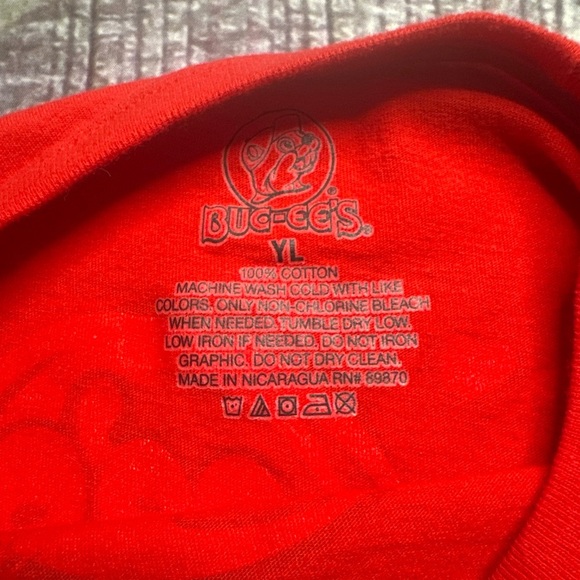 BUC-EE'S®
YL
100% COTTON
MACHINE WASH COLD WITH LIKE
COLORS. ONLY NON-CHLORINE BLEACH
WHEN NEEDED. TUMBLE DRY LOW.
LOW IRON IF NEEDED. DO NOT IRON
GRAPHIC. DO NOT DRY CLEAN.
MADE IN NICARAGUA RN# 89870